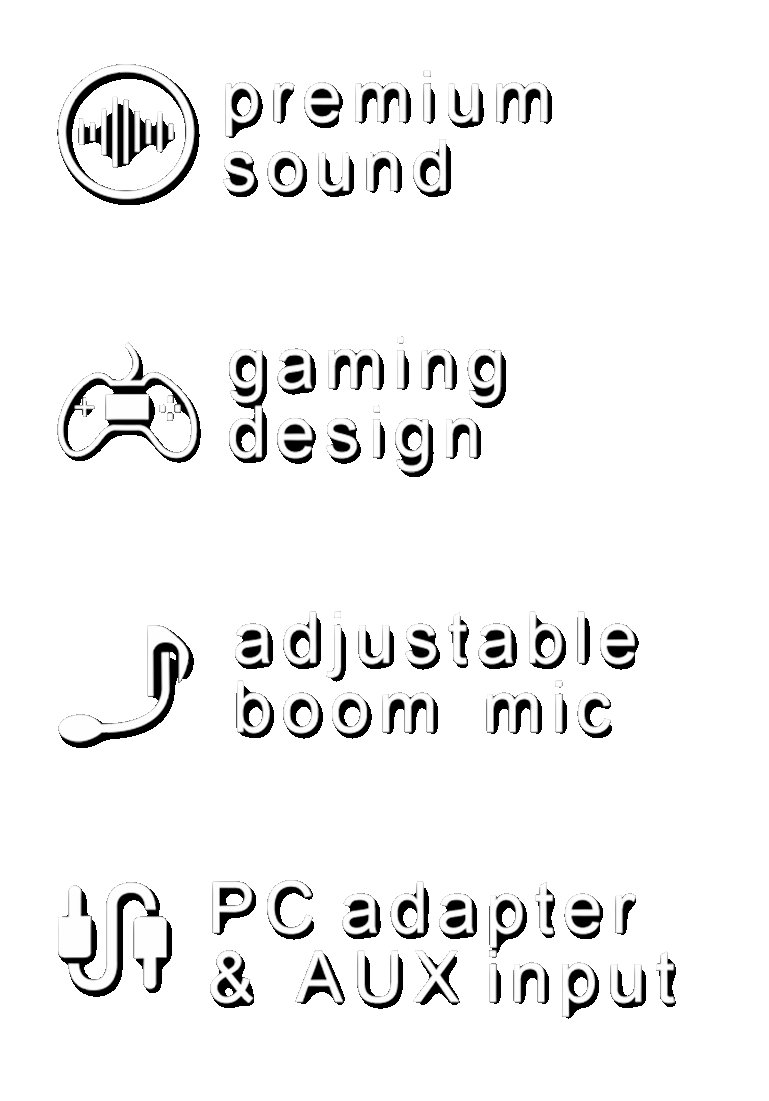 premium
sound
gaming
design
adjustable
boom mic
PC adapter
& AUX input